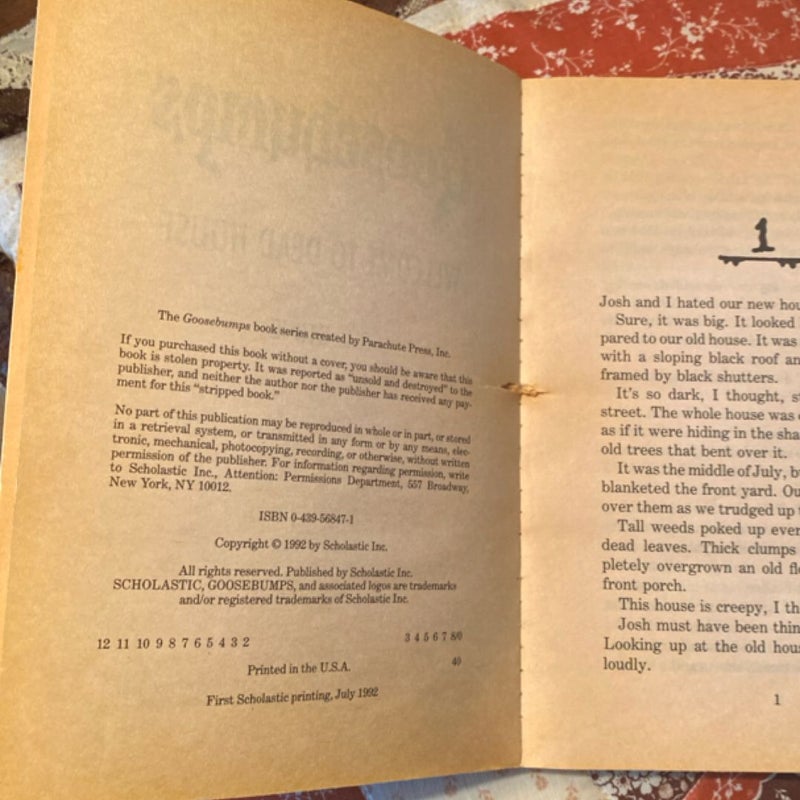 The Goosebumps book series created by Parachute Press, Inc.
If you purchased this book without a cover, you should be aware that this
book is stolen property. It was reported as "unsold and destroyed" to the
publisher, and neither the author nor the publisher has received any pay-
ment for this "stripped book."
No part of this publication may be reproduced in whole or in part, or stored
in a retrieval system, or transmitted in any form or by any means, elec-
tronic, mechanical, photocopying, recording, or otherwise, without written
permission of the publisher. For information regarding permission, write
to Scholastic Inc., Attention: Permissions Department, 557 Broadway,
New York, NY 10012.
ISBN 0-439-56847-1
Copyright © 1992 by Scholastic Inc.
All rights reserved. Published by Scholastic Inc.
SCHOLASTIC, GOOSEBUMPS, and associated logos are trademarks
and/or registered trademarks of Scholastic Inc.
12 11 10 9 8 7 6 5 4 3 2 3 4 5 6 7 8/0
Printed in the U.S.A. 40
First Scholastic printing, July 1992
1
Josh and I hated our new hou
Sure, it was big. It looked
pared to our old house. It was
with a sloping black roof an
framed by black shutters.
It's so dark, I thought, st
street. The whole house was
as if it were hiding in the sha
old trees that bent over it.
It was the middle of July, b
blanketed the front yard. Ou
over them as we trudged up
Tall weeds poked up ever
dead leaves. Thick clumps
pletely overgrown an old fl
front porch.
This house is creepy, I th
Josh must have been thin
Looking up at the old hou
loudly.
1